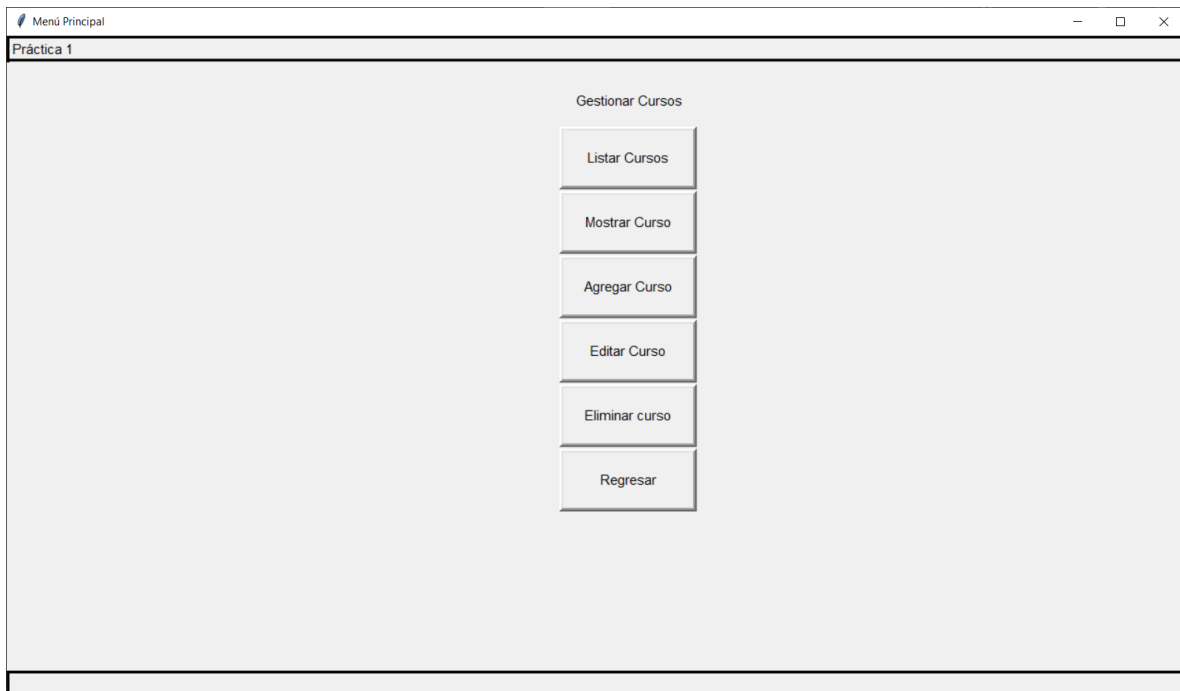 Menú Principal
Práctica 1
Gestionar Cursos
Listar Cursos
Mostrar Curso
Agregar Curso
Editar Curso
Eliminar curso
Regresar